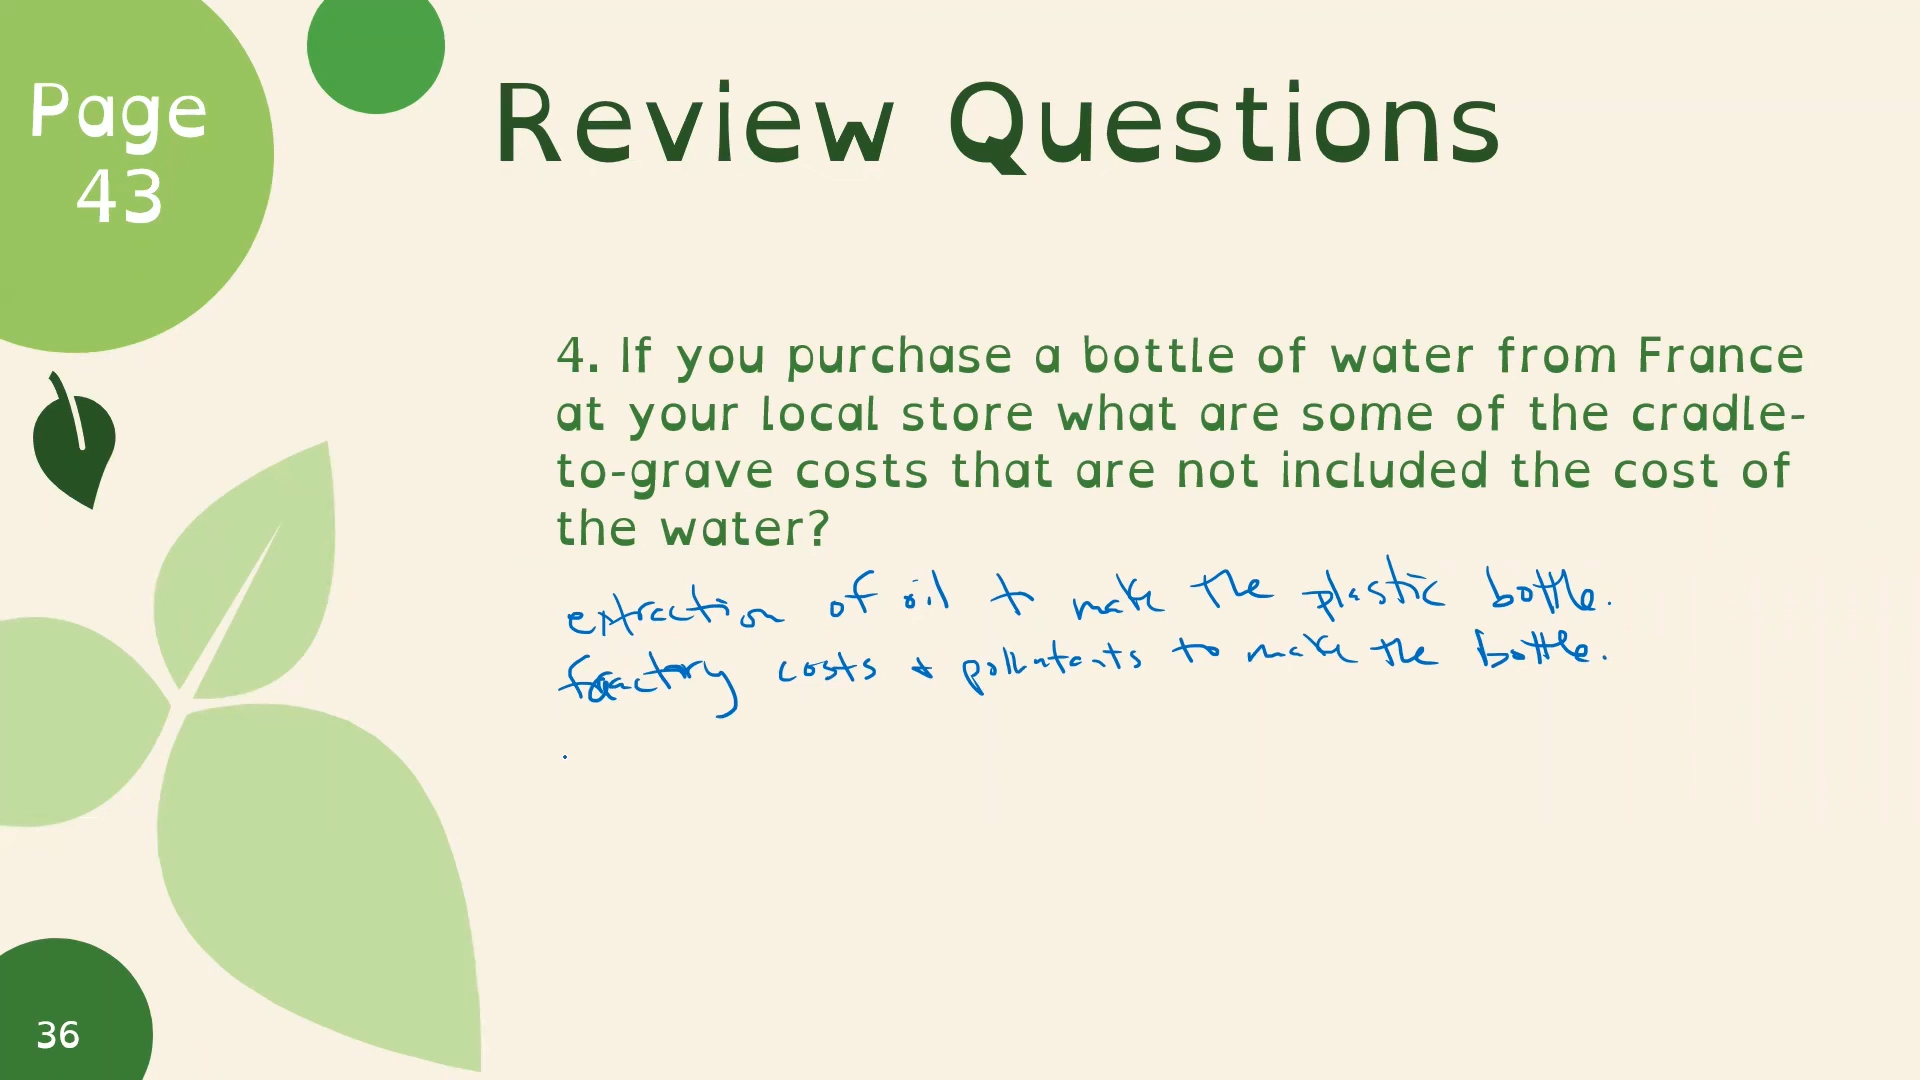 Page
43
Review Questions
4. If you purchase a bottle of water from France
at your local store what are some of the cradle-
to-grave costs that are not included the cost of
the water?
extraction of oil to make the plastic bottle.
factory costs + pollutants to make the bottle.
.
36